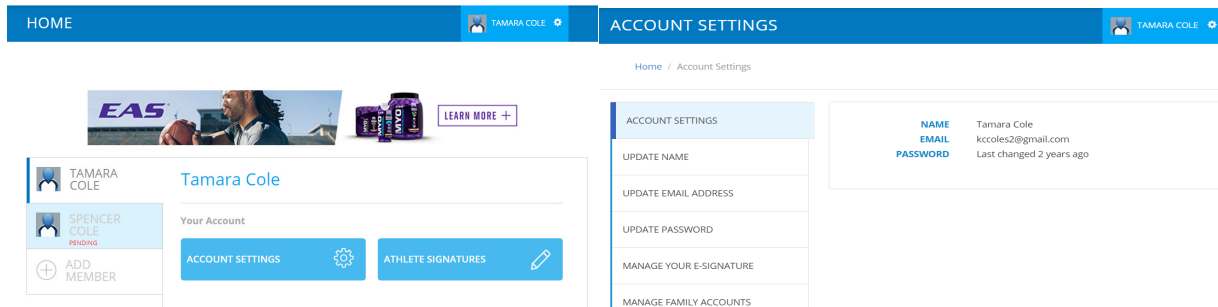 HOME
TAMARA COLE
EAS
MYO
LEARN MORE +
TAMARA
COLE
SPENCER
COLE
PENDING
ADD
MEMBER
Tamara Cole
Your Account
ACCOUNT SETTINGS
ATHLETE SIGNATURES
ACCOUNT SETTINGS
TAMARA COLE
Home / Account Settings
ACCOUNT SETTINGS
UPDATE NAME
UPDATE EMAIL ADDRESS
UPDATE PASSWORD
MANAGE YOUR E-SIGNATURE
MANAGE FAMILY ACCOUNTS
NAME Tamara Cole
EMAIL kccoles2@gmail.com
PASSWORD Last changed 2 years ago